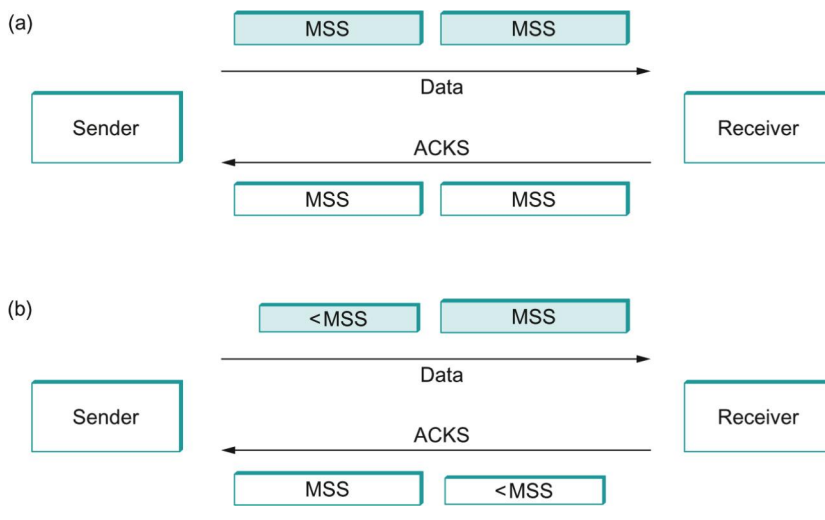 (a)
MSS MSS
Data
Sender Receiver
ACKS
MSS MSS
(b)
<MSS MSS
Data
Sender Receiver
ACKS
MSS <MSS